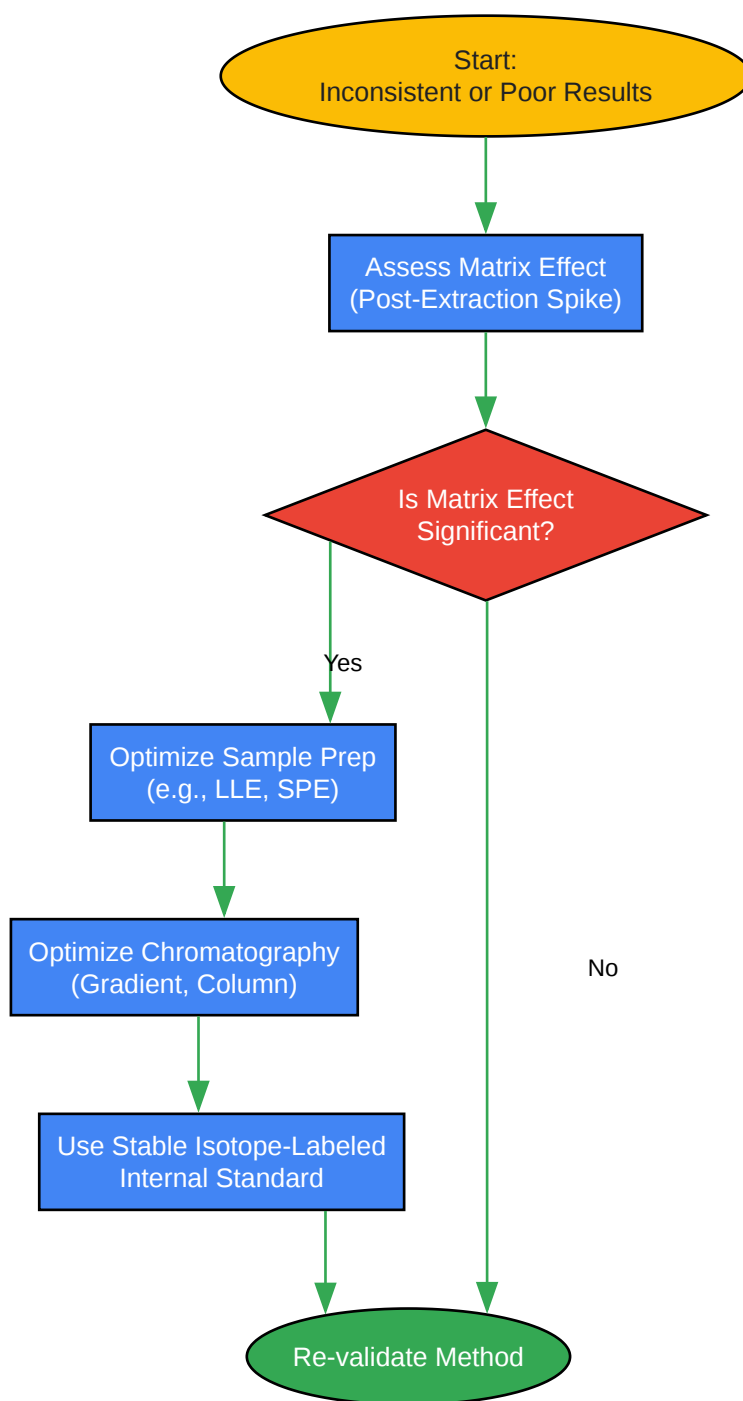 Start:
Inconsistent or Poor Results
Assess Matrix Effect
(Post-Extraction Spike)
Is Matrix Effect
Significant?
Yes
Optimize Sample Prep
(e.g., LLE, SPE)
Optimize Chromatography
(Gradient, Column)
No
Use Stable Isotope-Labeled
Internal Standard
Re-validate Method